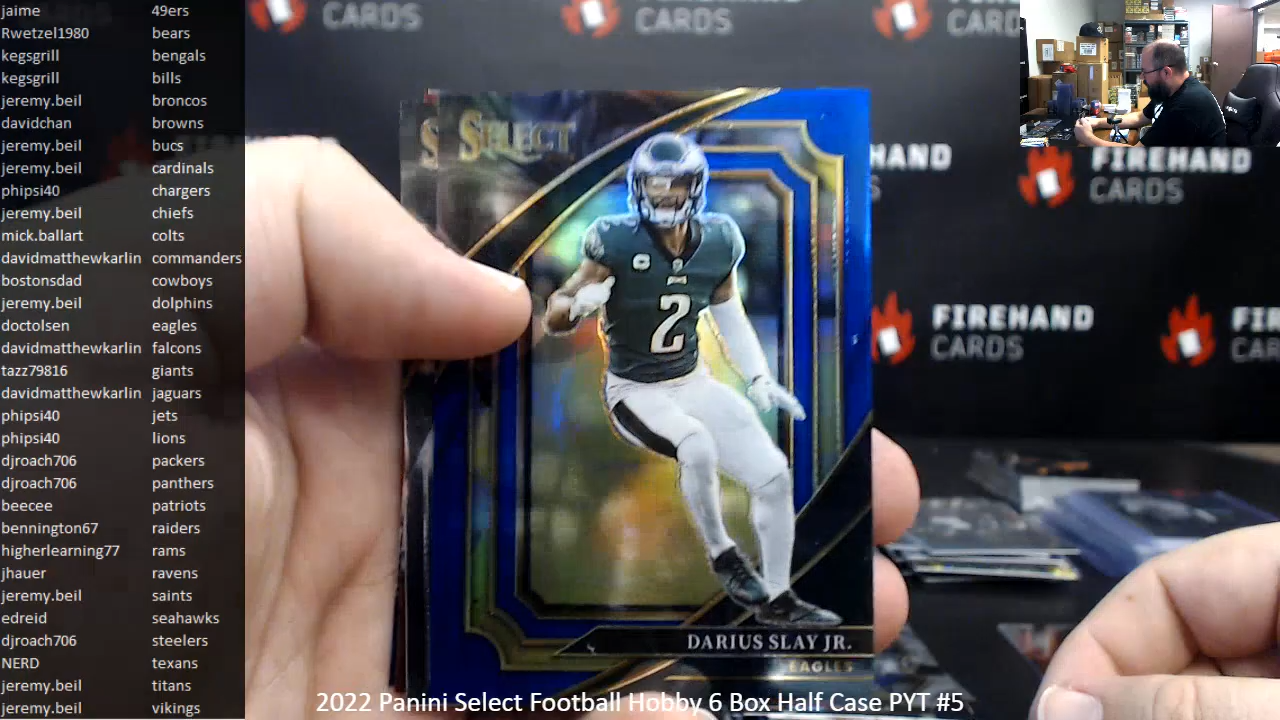 jaime 49ers
Rwetzel1980 bears
kegsgrill bengals
kegsgrill bills
jeremy.beil broncos
davidchan browns
jeremy.beil bucs
jeremy.beil cardinals
phipsi40 chargers
jeremy.beil chiefs
mick.ballart colts
davidmatthewkarlin commanders
bostonsdad cowboys
jeremy.beil dolphins
doctolsen eagles
davidmatthewkarlin falcons
tazz79816 giants
davidmatthewkarlin jaguars
phipsi40 jets
phipsi40 lions
djroach706 packers
djroach706 panthers
beecee patriots
bennington67 raiders
higherlearning77 rams
jhauer ravens
jeremy.beil saints
edreid seahawks
djroach706 steelers
NERD texans
jeremy.beil titans
jeremy.beil vikings
CARDS
CARDS
SELECT
2
DARIUS SLAY JR.
EAGLES
FIREHAND
CARDS
FIREHAND
CARDS
2022 Panini Select Football Hobby 6 Box Half Case PYT #5